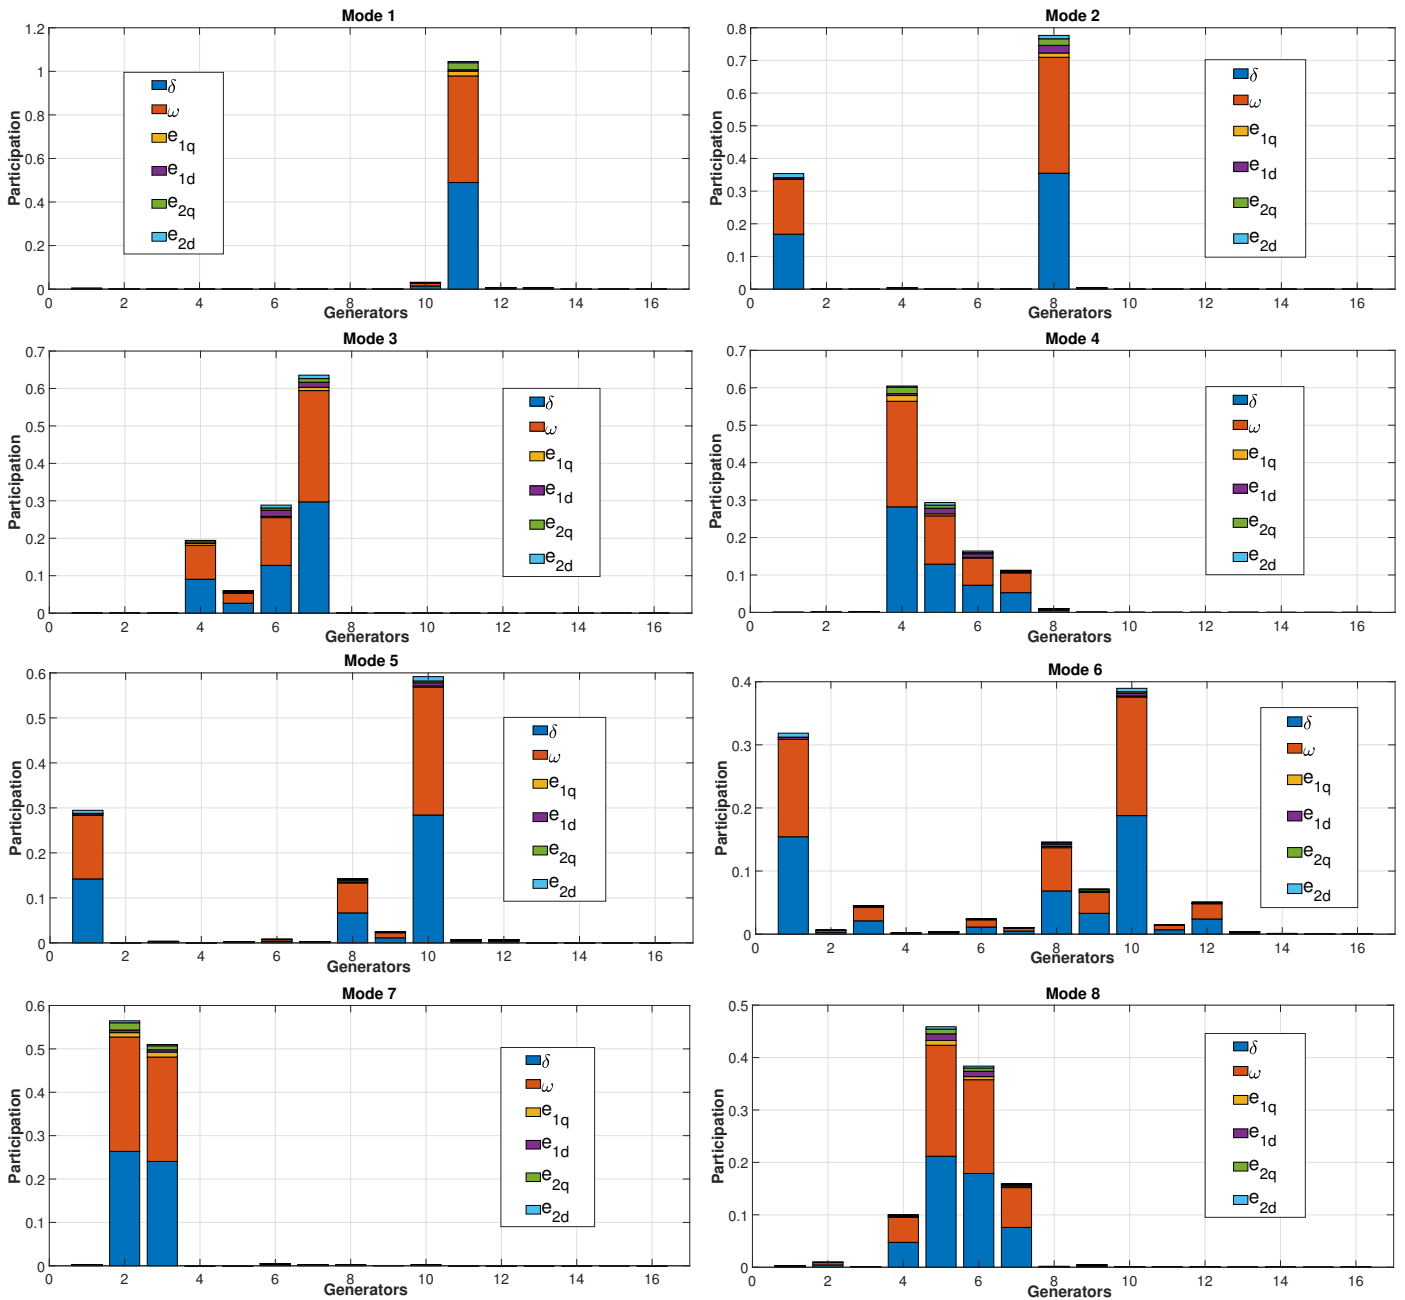 Mode 1
Participation
1.2
1
0.8
0.6
0.4
0.2
0
δ
ω
e1q
e1d
e2q
e2d
0 2 4 6 8 10 12 14 16
Generators
Mode 2
Participation
0.8
0.7
0.6
0.5
0.4
0.3
0.2
0.1
0
δ
ω
e1q
e1d
e2q
e2d
0 2 4 6 8 10 12 14 16
Generators
Mode 3
Participation
0.7
0.6
0.5
0.4
0.3
0.2
0.1
0
δ
ω
e1q
e1d
e2q
e2d
0 2 4 6 8 10 12 14 16
Generators
Mode 4
Participation
0.7
0.6
0.5
0.4
0.3
0.2
0.1
0
δ
ω
e1q
e1d
e2q
e2d
0 2 4 6 8 10 12 14 16
Generators
Mode 5
Participation
0.6
0.5
0.4
0.3
0.2
0.1
0
δ
ω
e1q
e1d
e2q
e2d
0 2 4 6 8 10 12 14 16
Generators
Mode 6
Participation
0.4
0.3
0.2
0.1
0
δ
ω
e1q
e1d
e2q
e2d
0 2 4 6 8 10 12 14 16
Generators
Mode 7
Participation
0.6
0.5
0.4
0.3
0.2
0.1
0
δ
ω
e1q
e1d
e2q
e2d
0 2 4 6 8 10 12 14 16
Generators
Mode 8
Participation
0.5
0.4
0.3
0.2
0.1
0
δ
ω
e1q
e1d
e2q
e2d
0 2 4 6 8 10 12 14 16
Generators